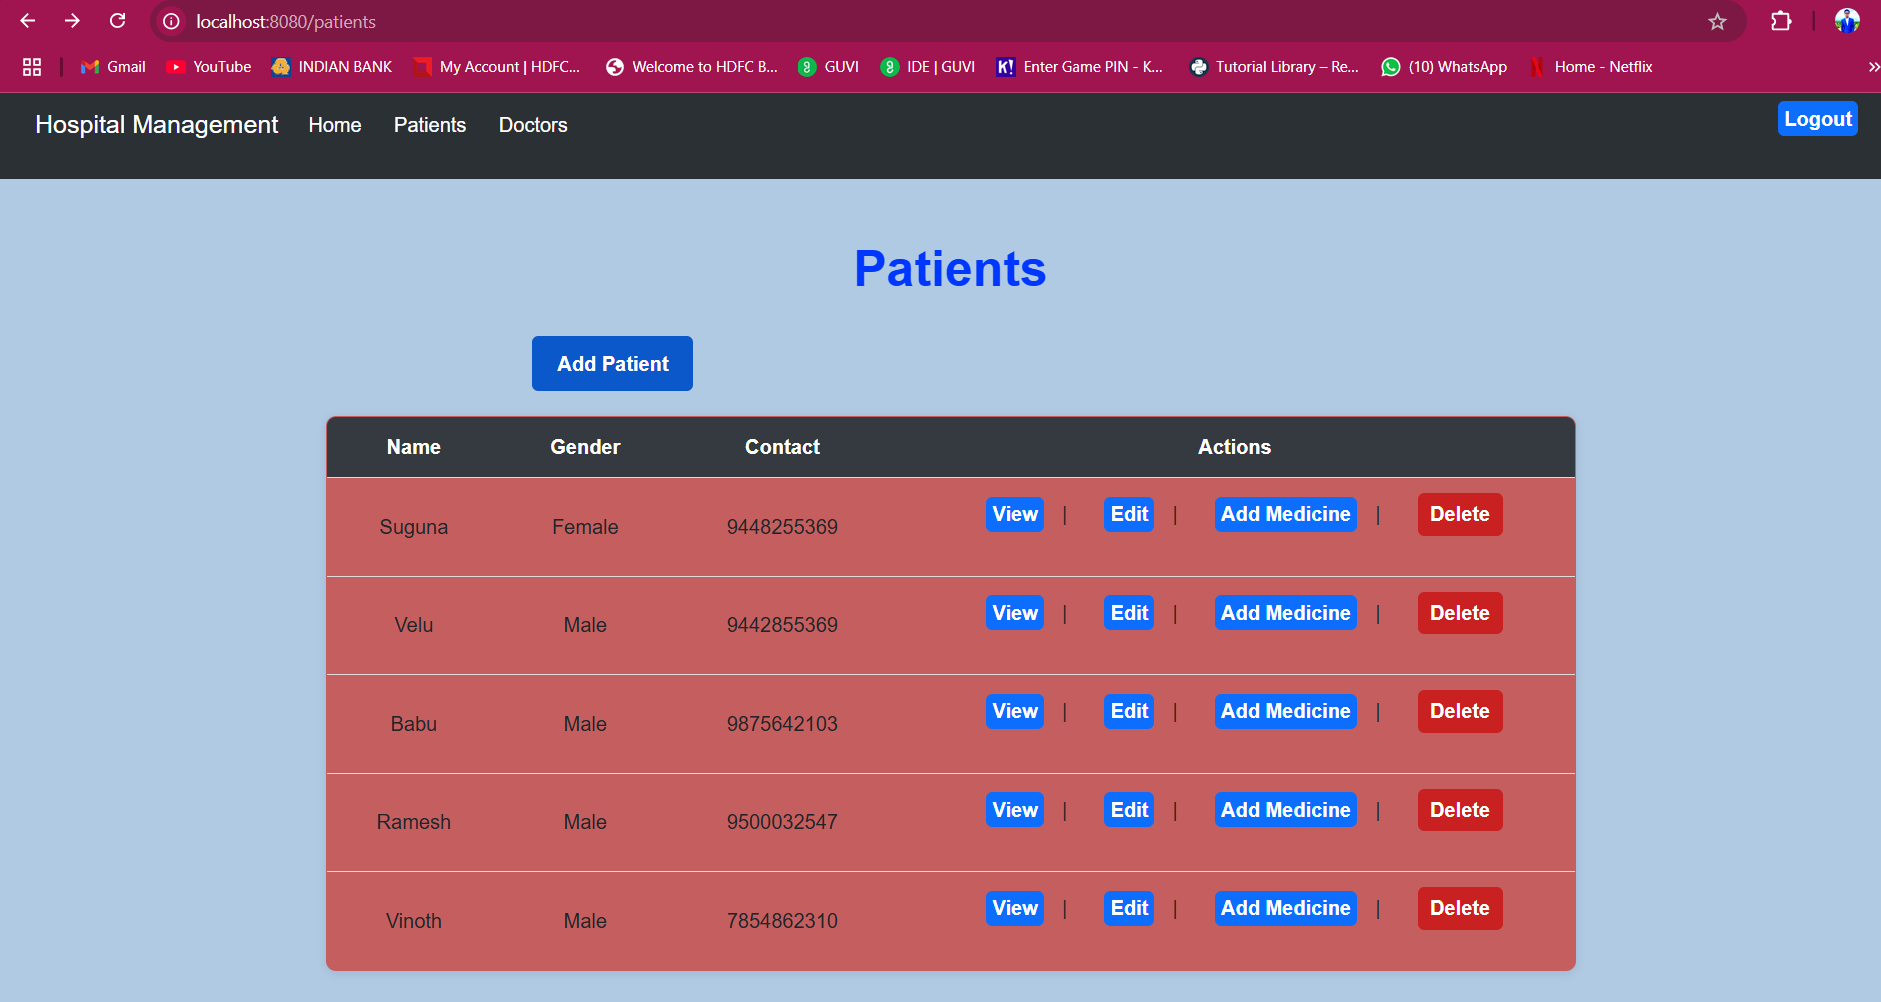 localhost:8080/patients
Gmail YouTube INDIAN BANK My Account | HDFC... Welcome to HDFC B... GUVI IDE | GUVI Enter Game PIN - K... Tutorial Library – Re... (10) WhatsApp Home - Netflix
Hospital Management Home Patients Doctors Logout
Patients
Add Patient
Name Gender Contact Actions
Suguna Female 9448255369 View | Edit | Add Medicine | Delete
Velu Male 9442855369 View | Edit | Add Medicine | Delete
Babu Male 9875642103 View | Edit | Add Medicine | Delete
Ramesh Male 9500032547 View | Edit | Add Medicine | Delete
Vinoth Male 7854862310 View | Edit | Add Medicine | Delete